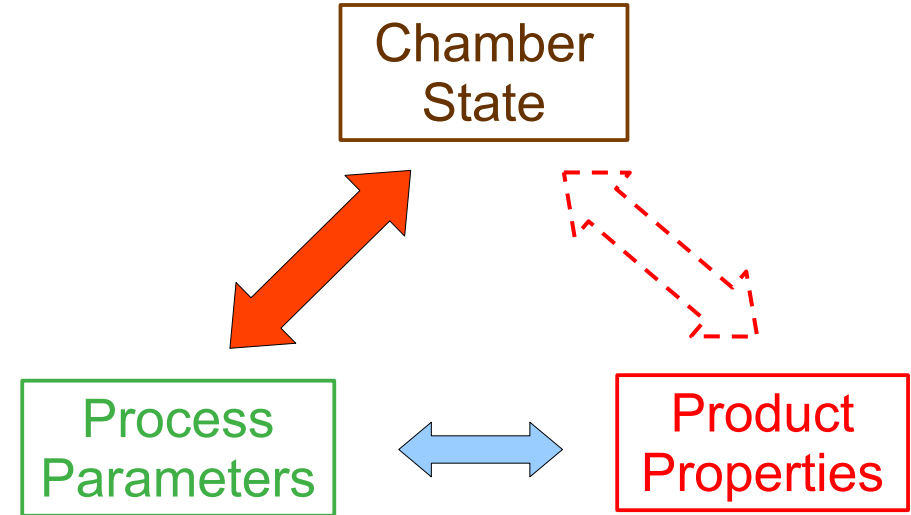 Chamber
State
Process
Parameters
Product
Properties